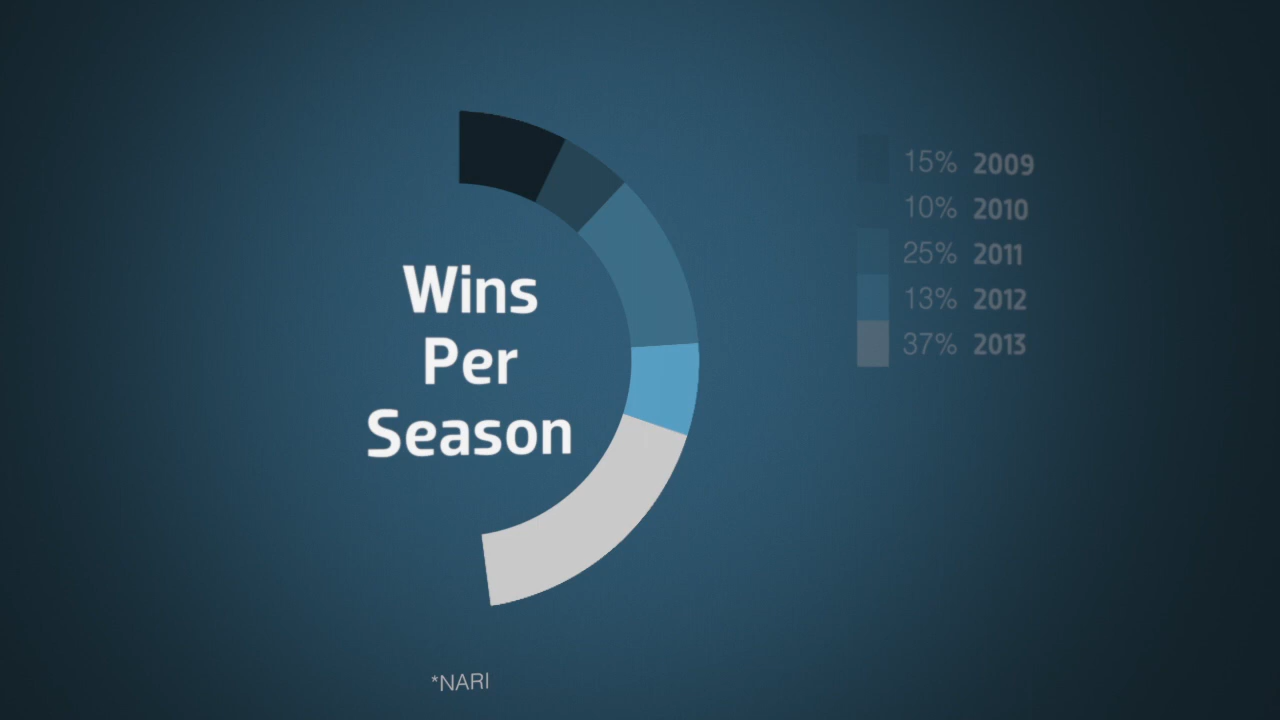 Wins
Per
Season
15% 2009
10% 2010
25% 2011
13% 2012
37% 2013
*NARI